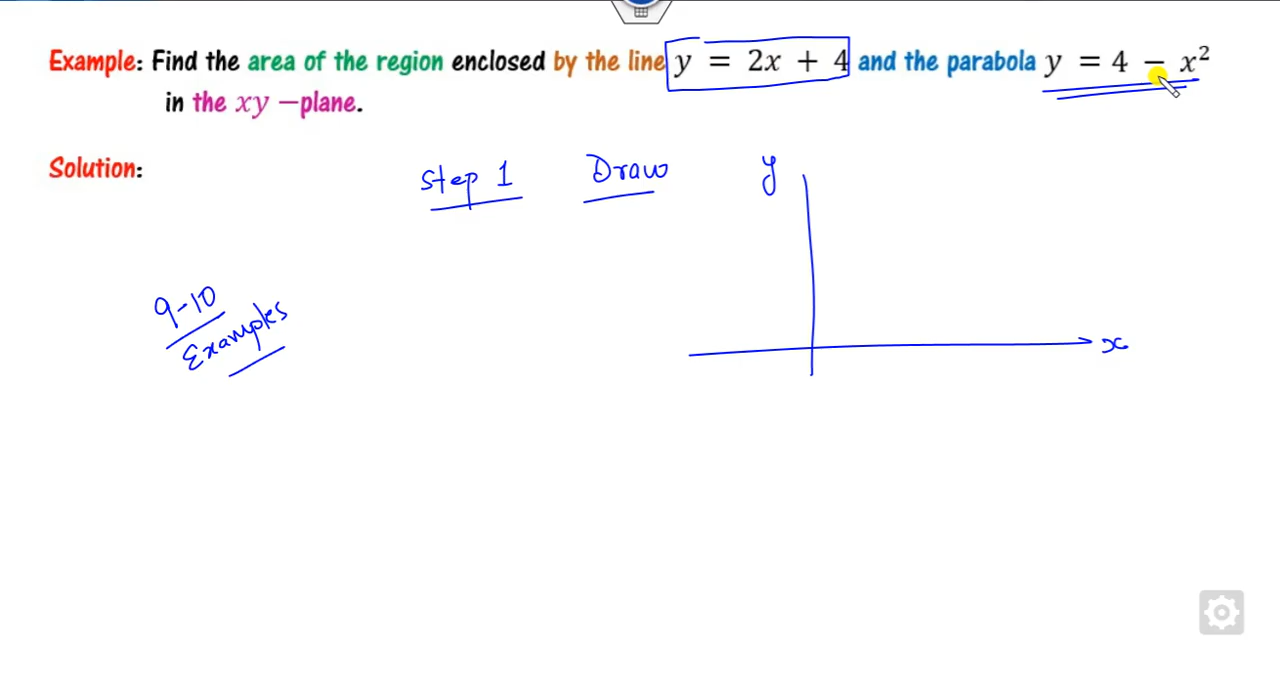 Example: Find the area of the region enclosed by the line y = 2x + 4 and the parabola y = 4 − x²
in the xy −plane.
Solution:
Step 1 Draw
y
x
9-10
Examples